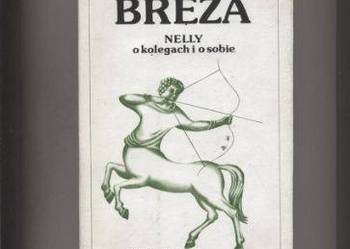 BREZA
NELLY
o kolegach i o sobie